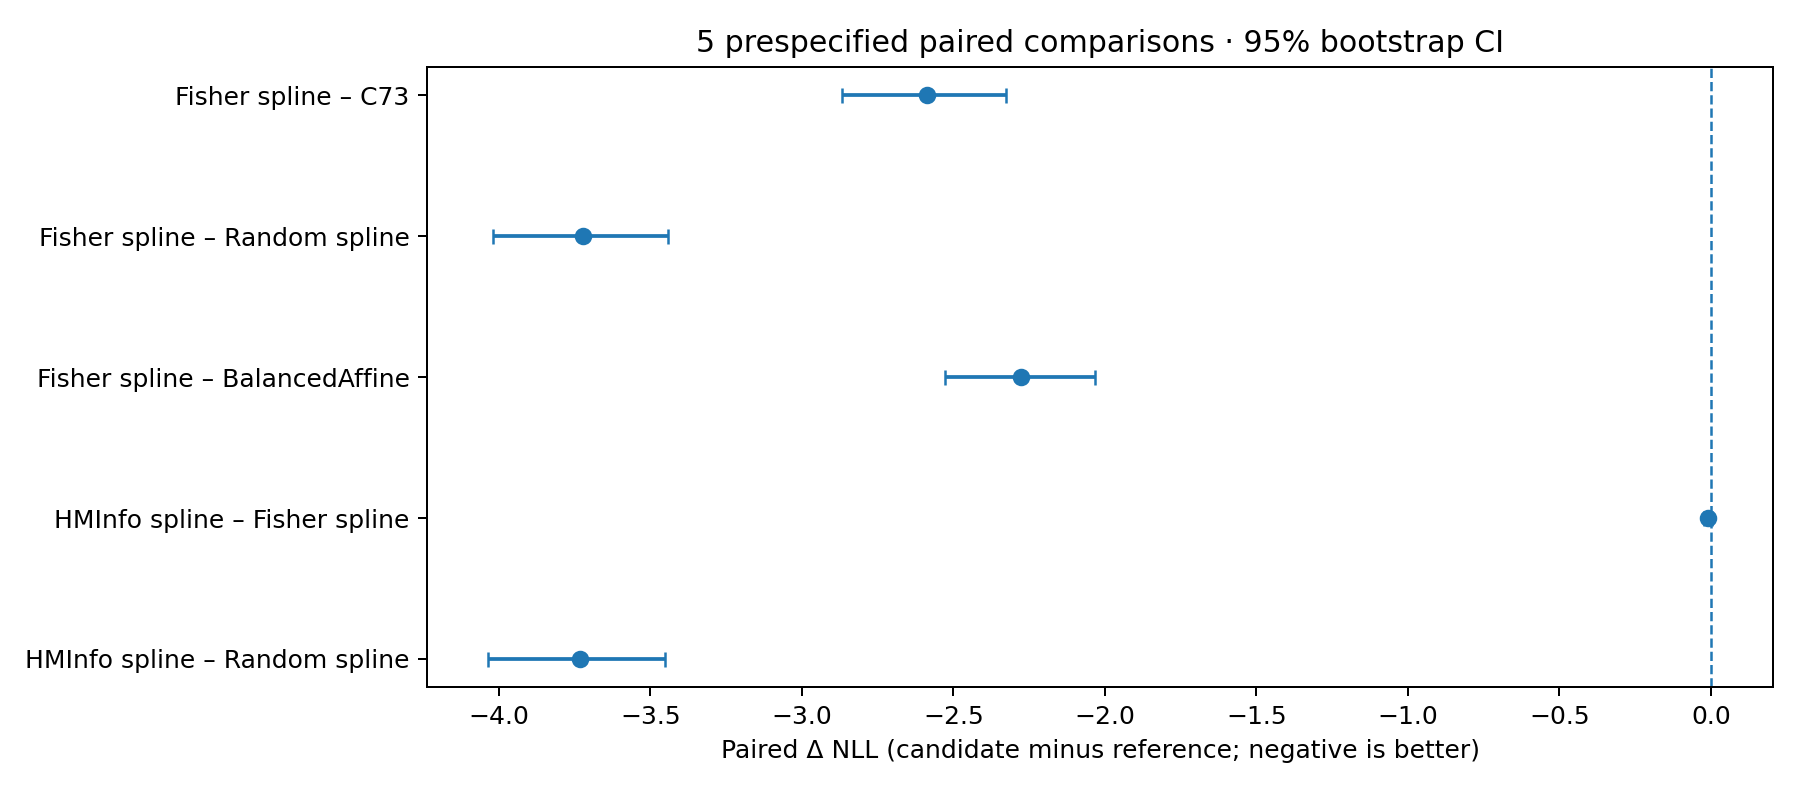 5 prespecified paired comparisons · 95% bootstrap CI
Fisher spline – C73
Fisher spline – Random spline
Fisher spline – BalancedAffine
HMInfo spline – Fisher spline
HMInfo spline – Random spline
−4.0 −3.5 −3.0 −2.5 −2.0 −1.5 −1.0 −0.5 0.0
Paired Δ NLL (candidate minus reference; negative is better)